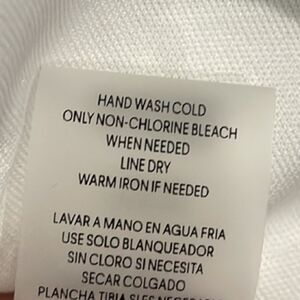 HAND WASH COLD
ONLY NON-CHLORINE BLEACH
WHEN NEEDED
LINE DRY
WARM IRON IF NEEDED
LAVAR A MANO EN AGUA FRIA
USE SOLO BLANQUEADOR
SIN CLORO SI NECESITA
SECAR COLGADO
PLANCHA TIBIA SI ES NECESARIO